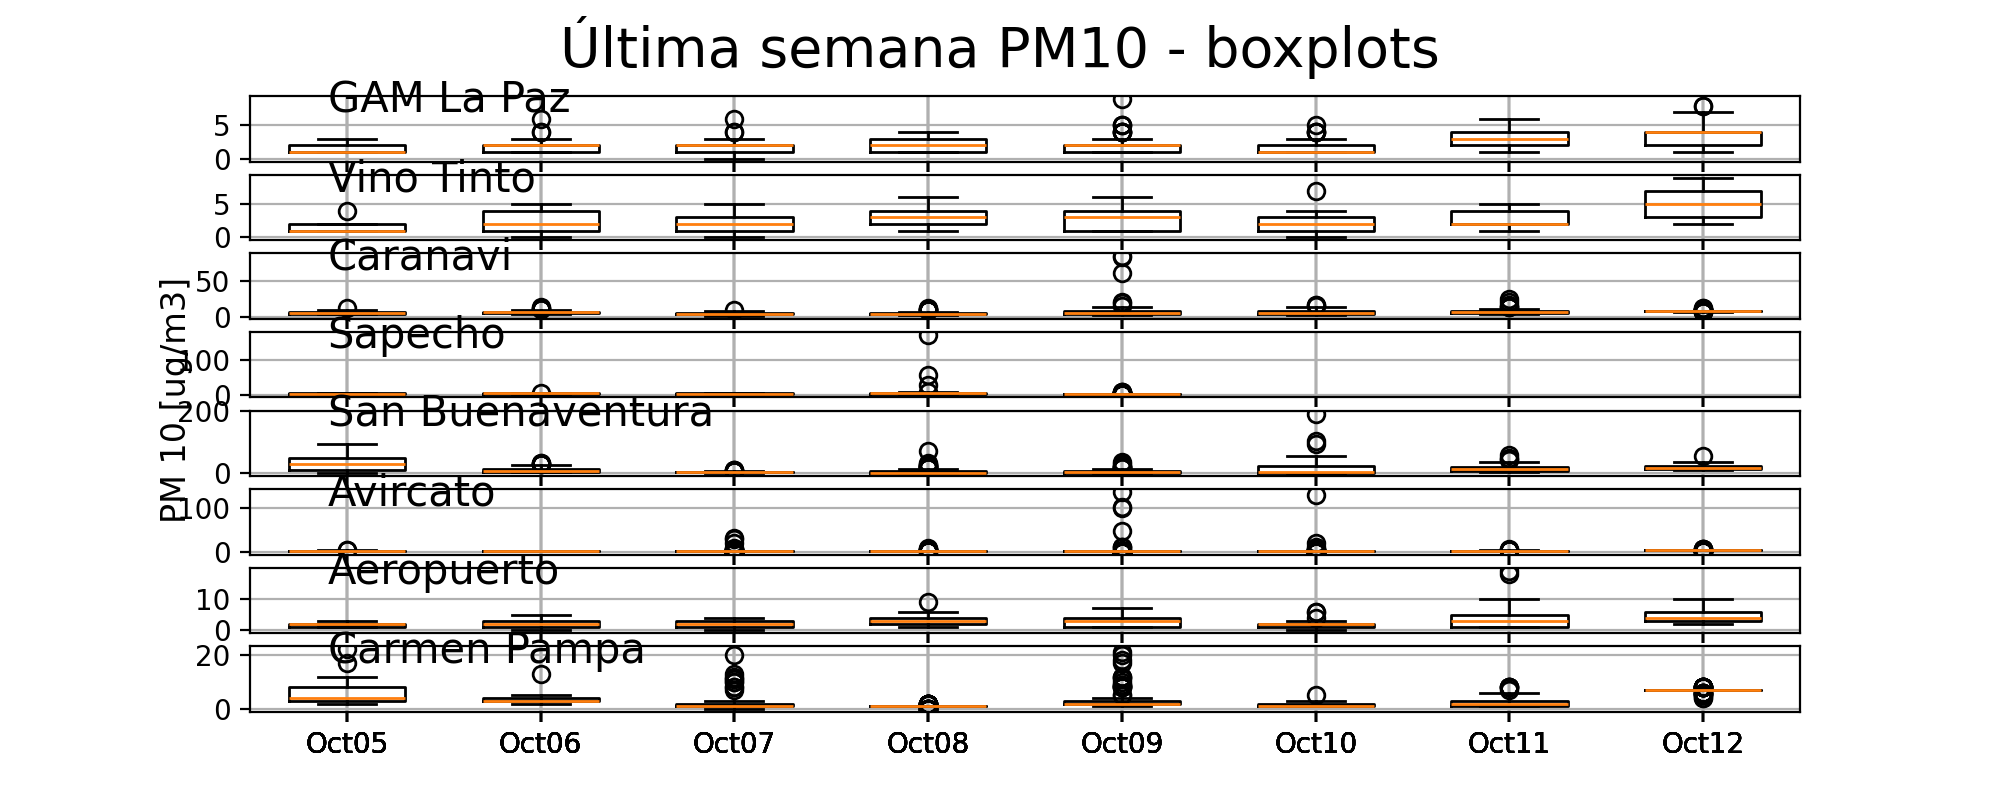 Última semana PM10 - boxplots
GAM La Paz
5
0
Vino Tinto
5
0
Caranavi
50
0
Sapecho
100
0
San Buenaventura
200
0
Avircato
100
0
Aeropuerto
10
0
Carmen Pampa
20
0
PM 10 [ug/m3]
Oct05 Oct06 Oct07 Oct08 Oct09 Oct10 Oct11 Oct12